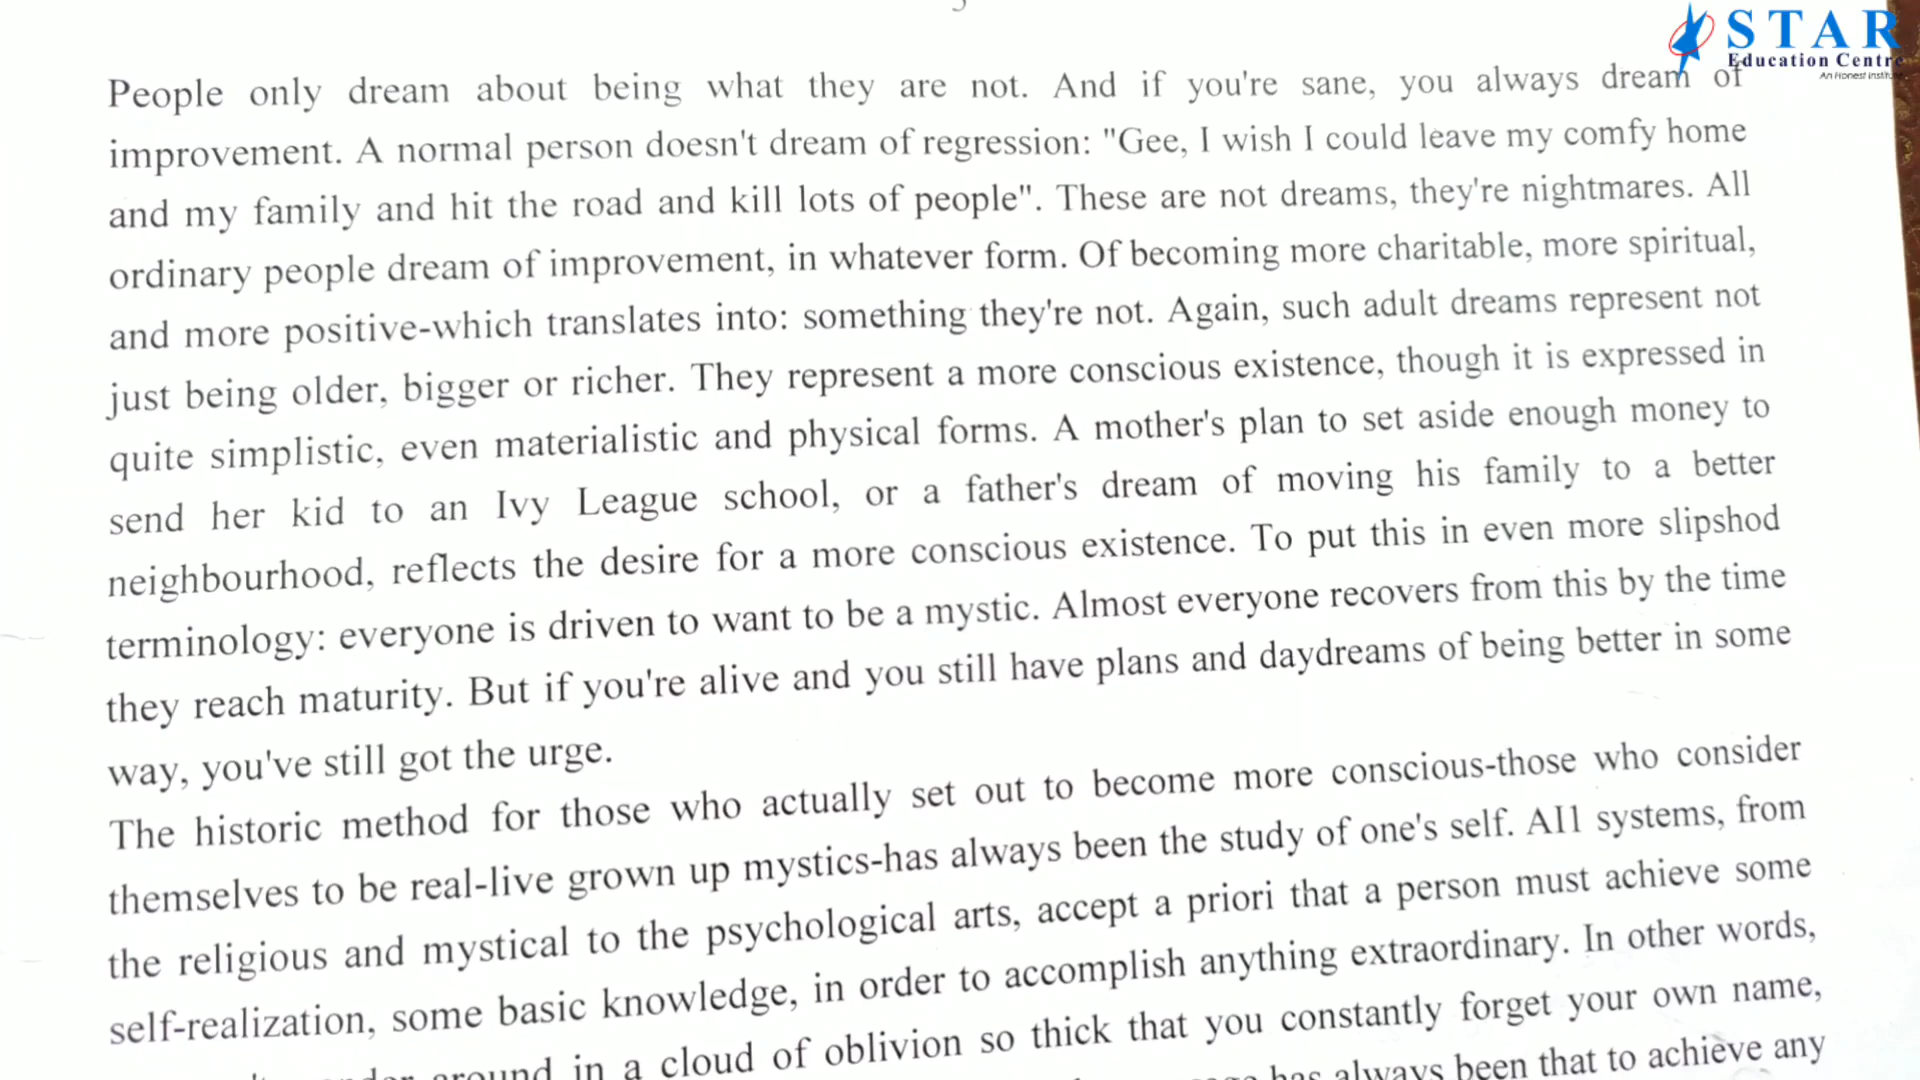 STAR
Education Centre
People only dream about being what they are not. And if you're sane, you always dream of
improvement. A normal person doesn't dream of regression: "Gee, I wish I could leave my comfy home
and my family and hit the road and kill lots of people". These are not dreams, they're nightmares. All
ordinary people dream of improvement, in whatever form. Of becoming more charitable, more spiritual,
and more positive-which translates into: something they're not. Again, such adult dreams represent not
just being older, bigger or richer. They represent a more conscious existence, though it is expressed in
quite simplistic, even materialistic and physical forms. A mother's plan to set aside enough money to
send her kid to an Ivy League school, or a father's dream of moving his family to a better
neighbourhood, reflects the desire for a more conscious existence. To put this in even more slipshod
terminology: everyone is driven to want to be a mystic. Almost everyone recovers from this by the time
they reach maturity. But if you're alive and you still have plans and daydreams of being better in some
way, you've still got the urge.
The historic method for those who actually set out to become more conscious-those who consider
themselves to be real-live grown up mystics-has always been the study of one's self. AI1 systems, from
the religious and mystical to the psychological arts, accept a priori that a person must achieve some
self-realization, some basic knowledge, in order to accomplish anything extraordinary. In other words,
around in a cloud of oblivion so thick that you constantly forget your own name,
has always been that to achieve any